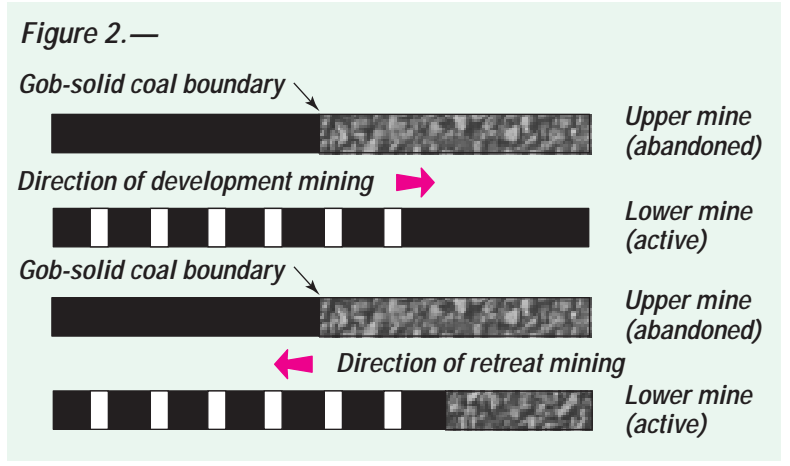 Figure 2.—
Gob-solid coal boundary
Upper mine
(abandoned)
Direction of development mining
Lower mine
(active)
Gob-solid coal boundary
Upper mine
(abandoned)
Direction of retreat mining
Lower mine
(active)